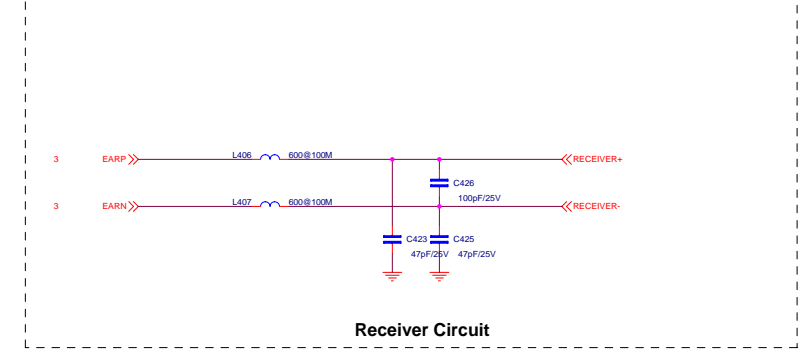 3 EARP L406 600@100M RECEIVER+
C426
100pF/25V
3 EARN L407 600@100M RECEIVER-
C423 C425
47pF/25V 47pF/25V
Receiver Circuit